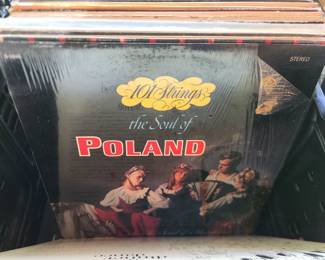 STEREO
101 Strings
the Soul of
POLAND